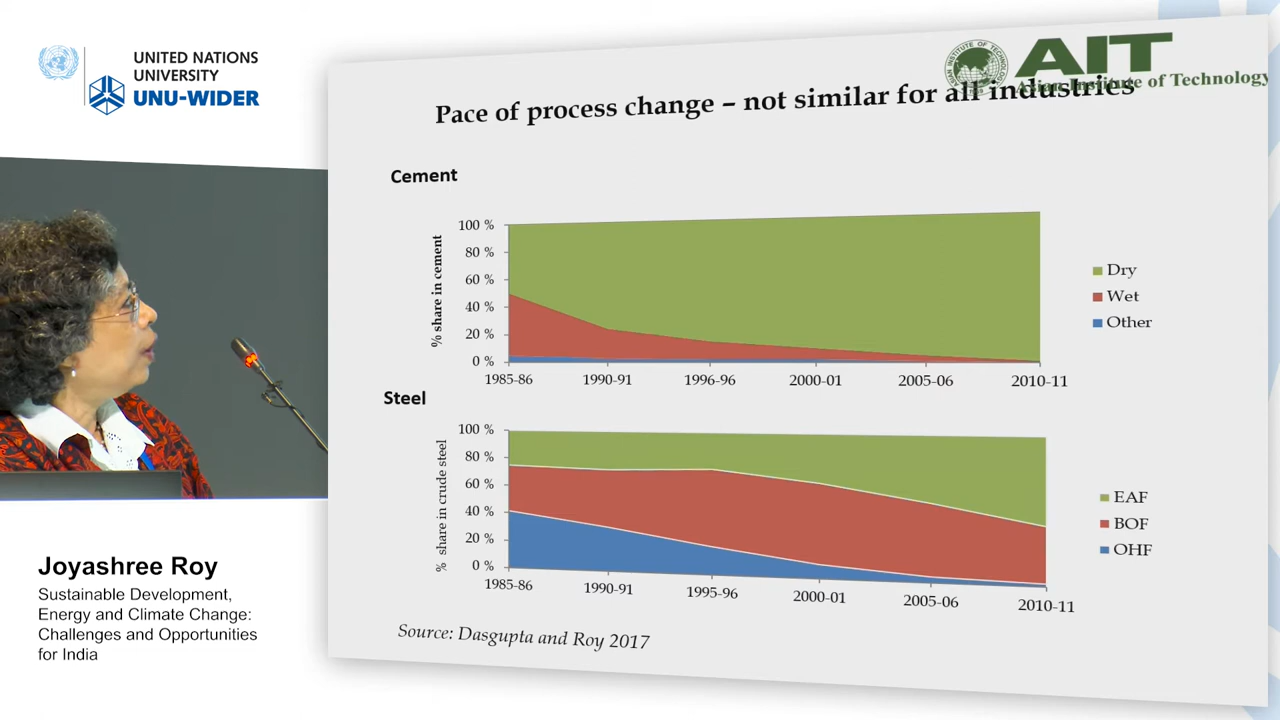 UNITED NATIONS
UNIVERSITY
UNU-WIDER
AIT
Asian Institute of Technology
Pace of process change – not similar for all industries
Cement
% share in cement
100 %
80 %
60 %
40 %
20 %
0 %
1985-86
1990-91
1996-96
2000-01
2005-06
2010-11
Dry
Wet
Other
Steel
% share in crude steel
100 %
80 %
60 %
40 %
20 %
0 %
1985-86
1990-91
1995-96
2000-01
2005-06
2010-11
EAF
BOF
OHF
Source: Dasgupta and Roy 2017
Joyashree Roy
Sustainable Development,
Energy and Climate Change:
Challenges and Opportunities
for India